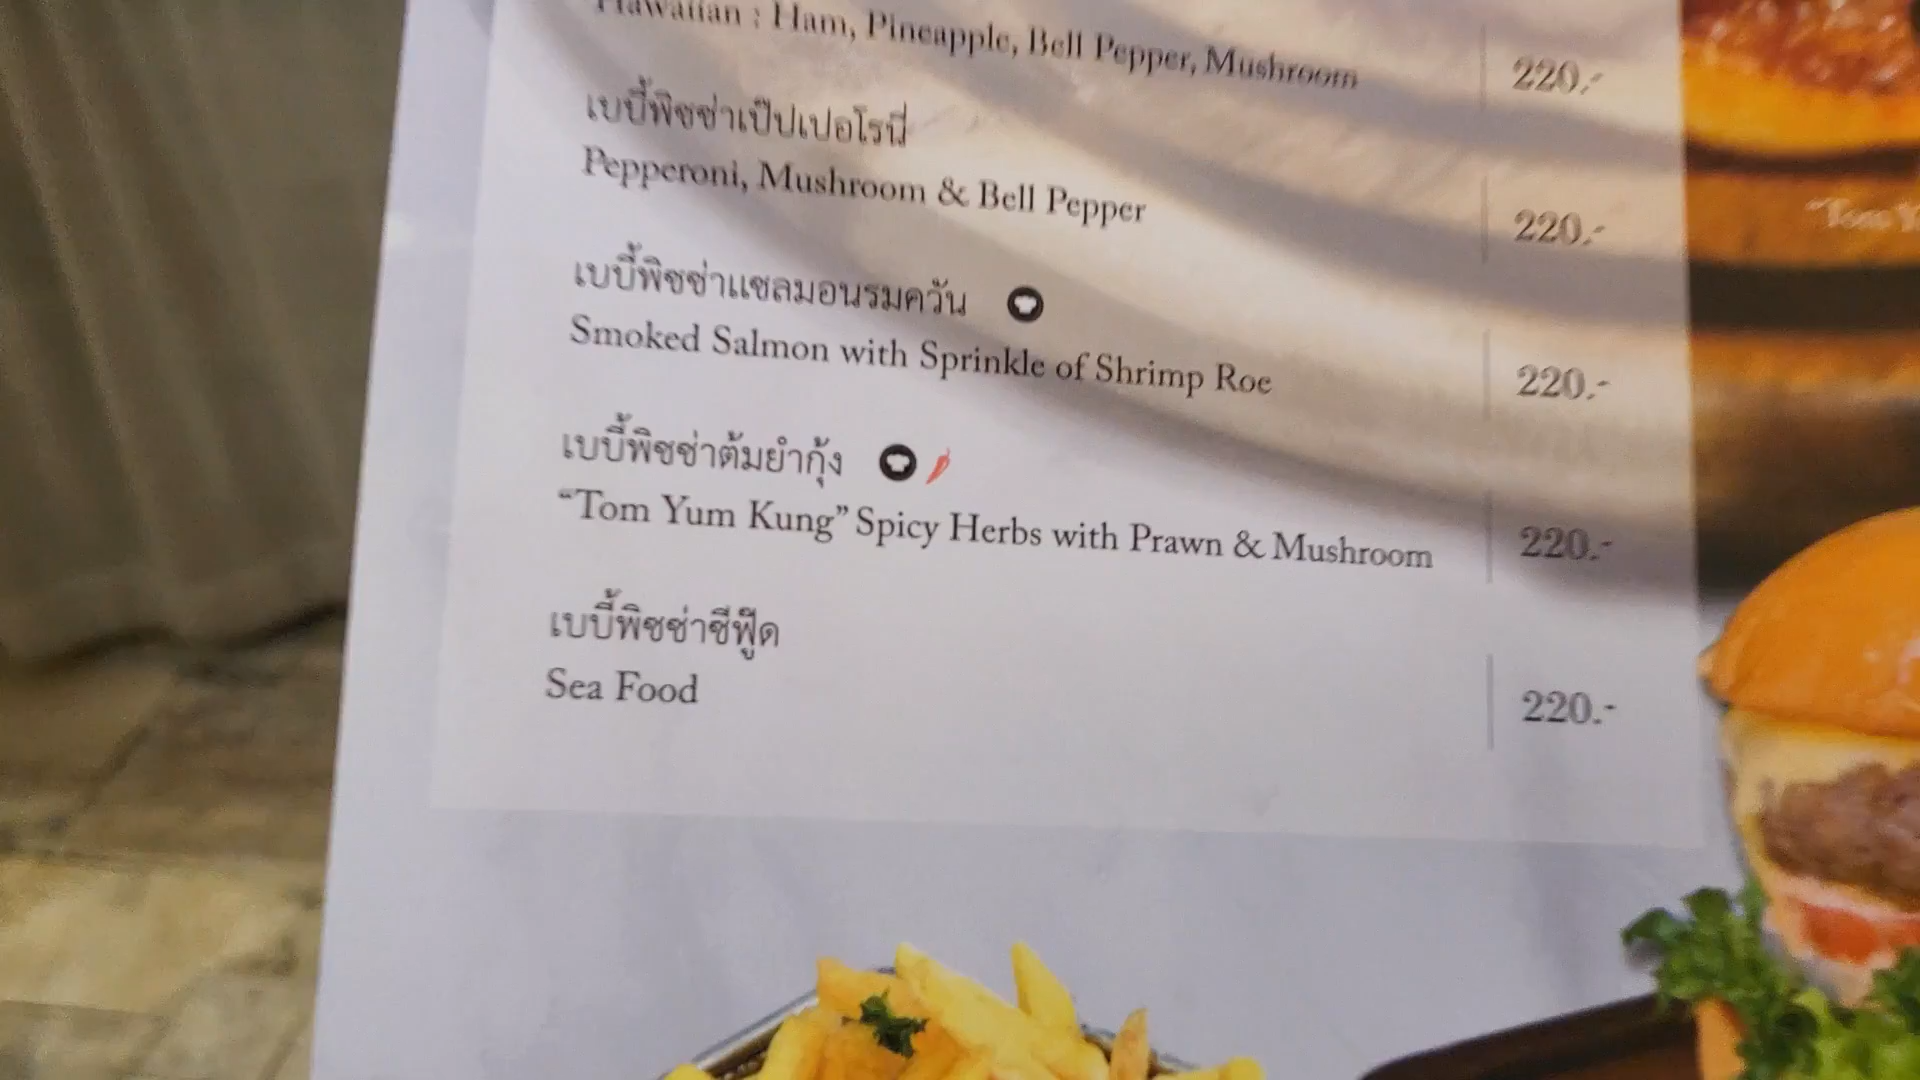 Hawaiian : Ham, Pineapple, Bell Pepper, Mushroom 220.-
เบบี้พิซซ่าเป๊ปเปอโรนี่
Pepperoni, Mushroom & Bell Pepper 220.-
เบบี้พิซซ่าแซลมอนรมควัน
Smoked Salmon with Sprinkle of Shrimp Roe 220.-
เบบี้พิซซ่าต้มยำกุ้ง
“Tom Yum Kung” Spicy Herbs with Prawn & Mushroom 220.-
เบบี้พิซซ่าซีฟู๊ด
Sea Food 220.-
“Tom